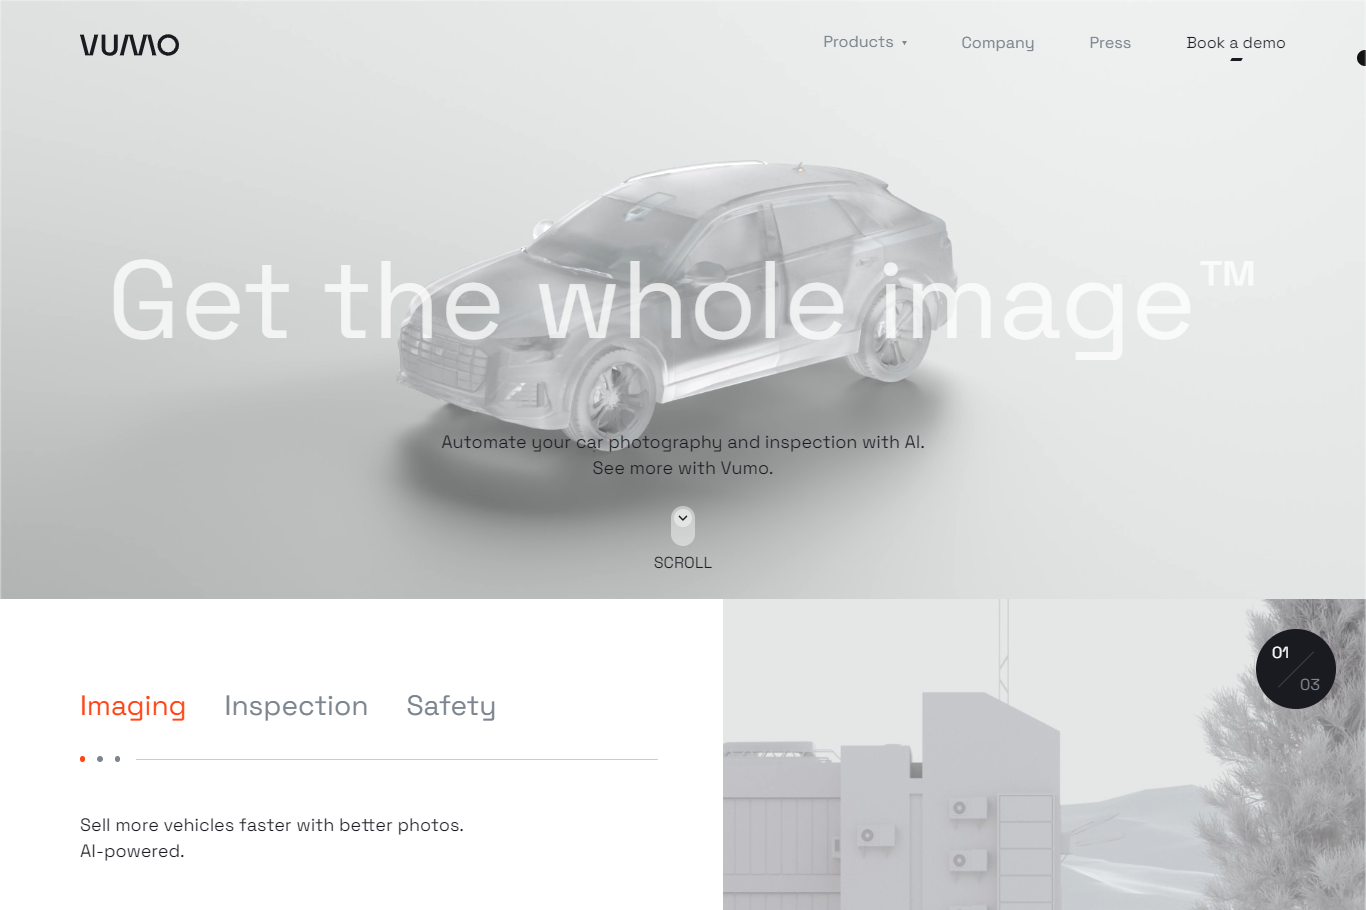 VUMO
Products
Company
Press
Book a demo
Get the whole image™
Automate your car photography and inspection with AI.
See more with Vumo.
SCROLL
Imaging
Inspection
Safety
01
03
Sell more vehicles faster with better photos.
AI-powered.